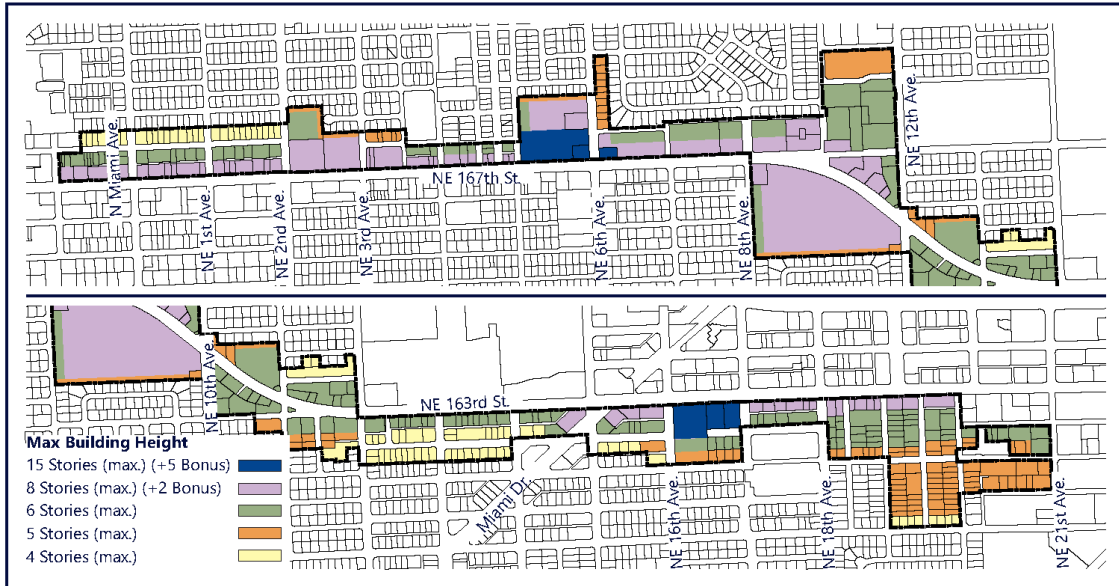 N Miami Ave.
NE 1st Ave.
NE 2nd Ave.
NE 3rd Ave.
NE 167th St.
NE 6th Ave.
NE 8th Ave.
NE 12th Ave.
NE 10th Ave.
NE 163rd St.
Miami Dr.
NE 16th Ave.
NE 18th Ave.
NE 21st Ave.
Max Building Height
15 Stories (max.) (+5 Bonus)
8 Stories (max.) (+2 Bonus)
6 Stories (max.)
5 Stories (max.)
4 Stories (max.)